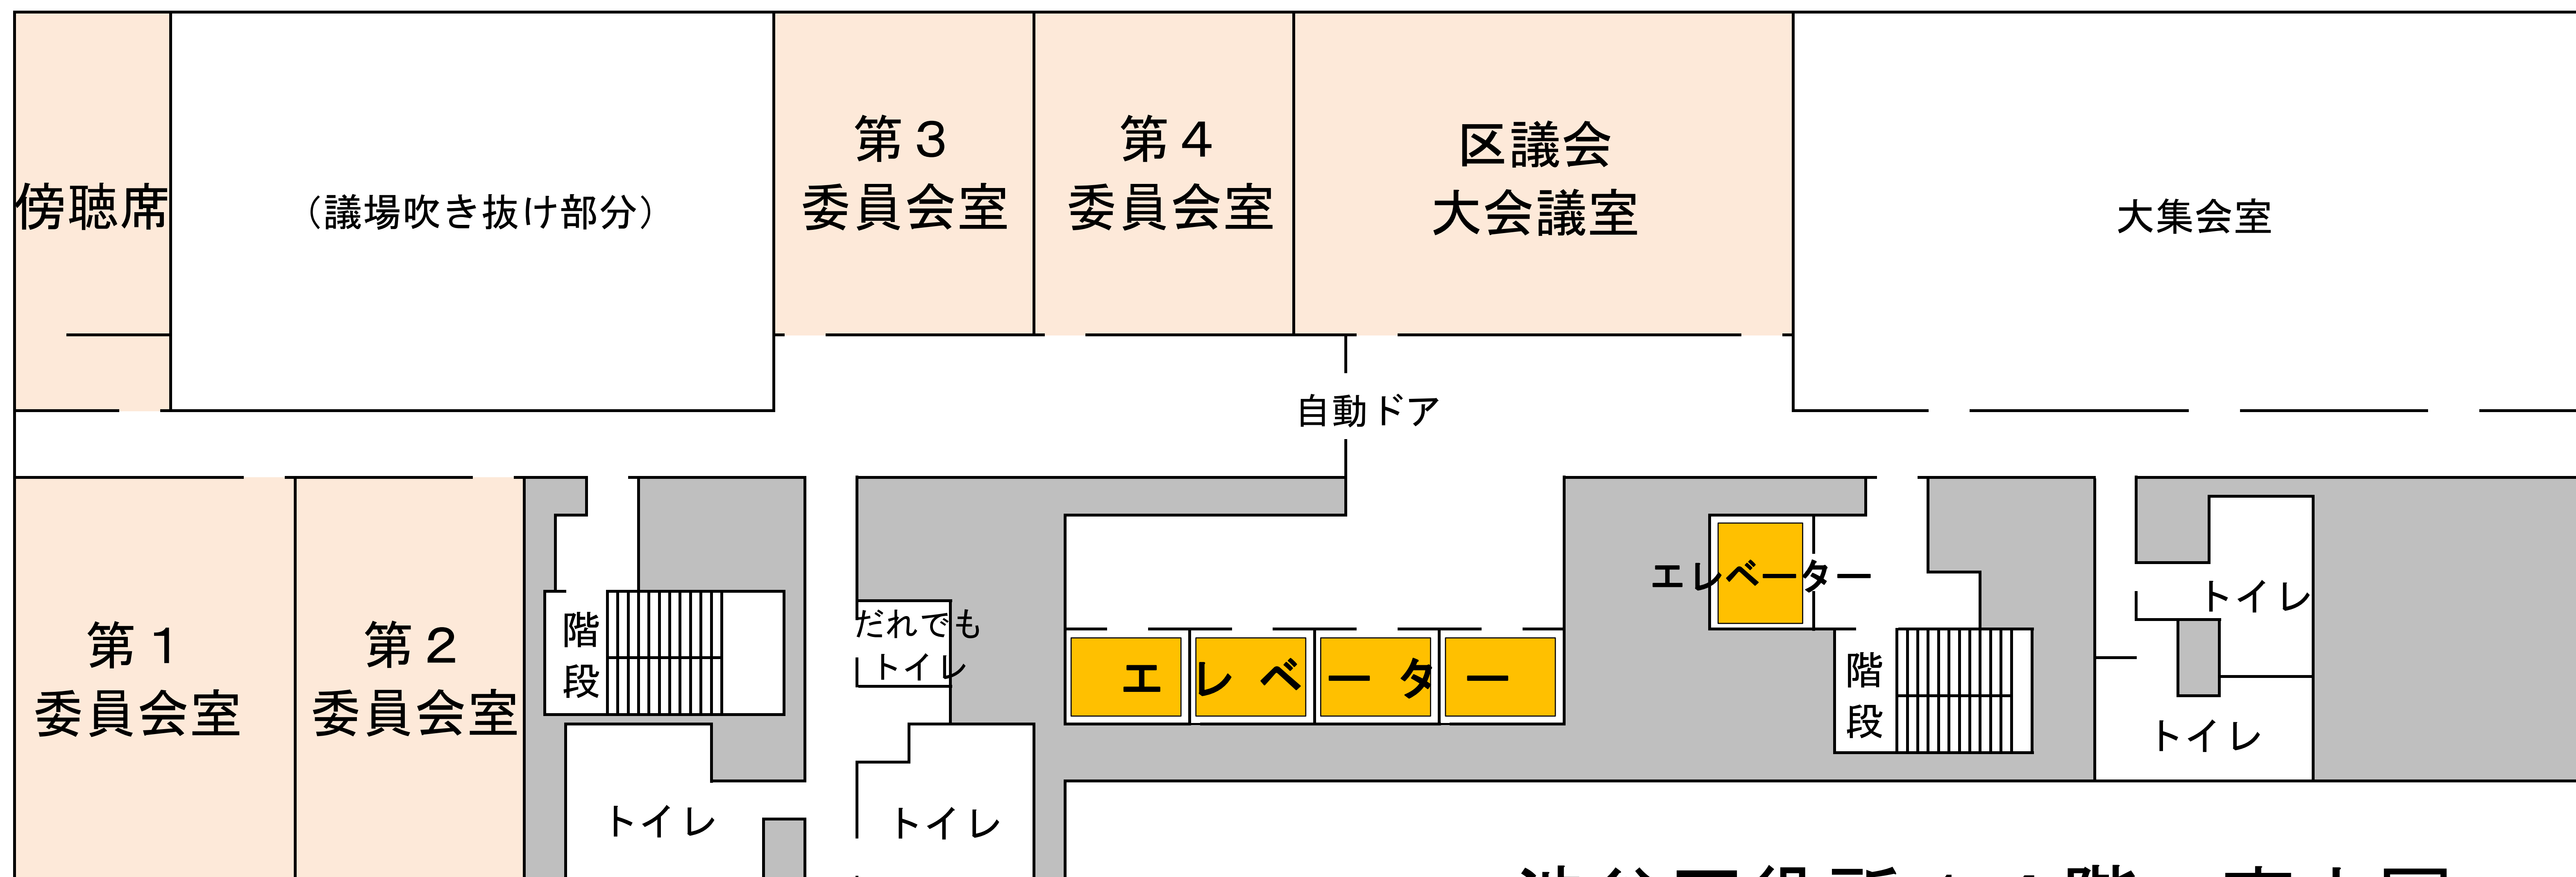 傍聴席
（議場吹き抜け部分）
第３
委員会室
第４
委員会室
区議会
大会議室
大集会室
自動ドア
第１
委員会室
第２
委員会室
階
段
だれでも
トイレ
エレベーター
エレベーター
階
段
トイレ
トイレ
トイレ
トイレ